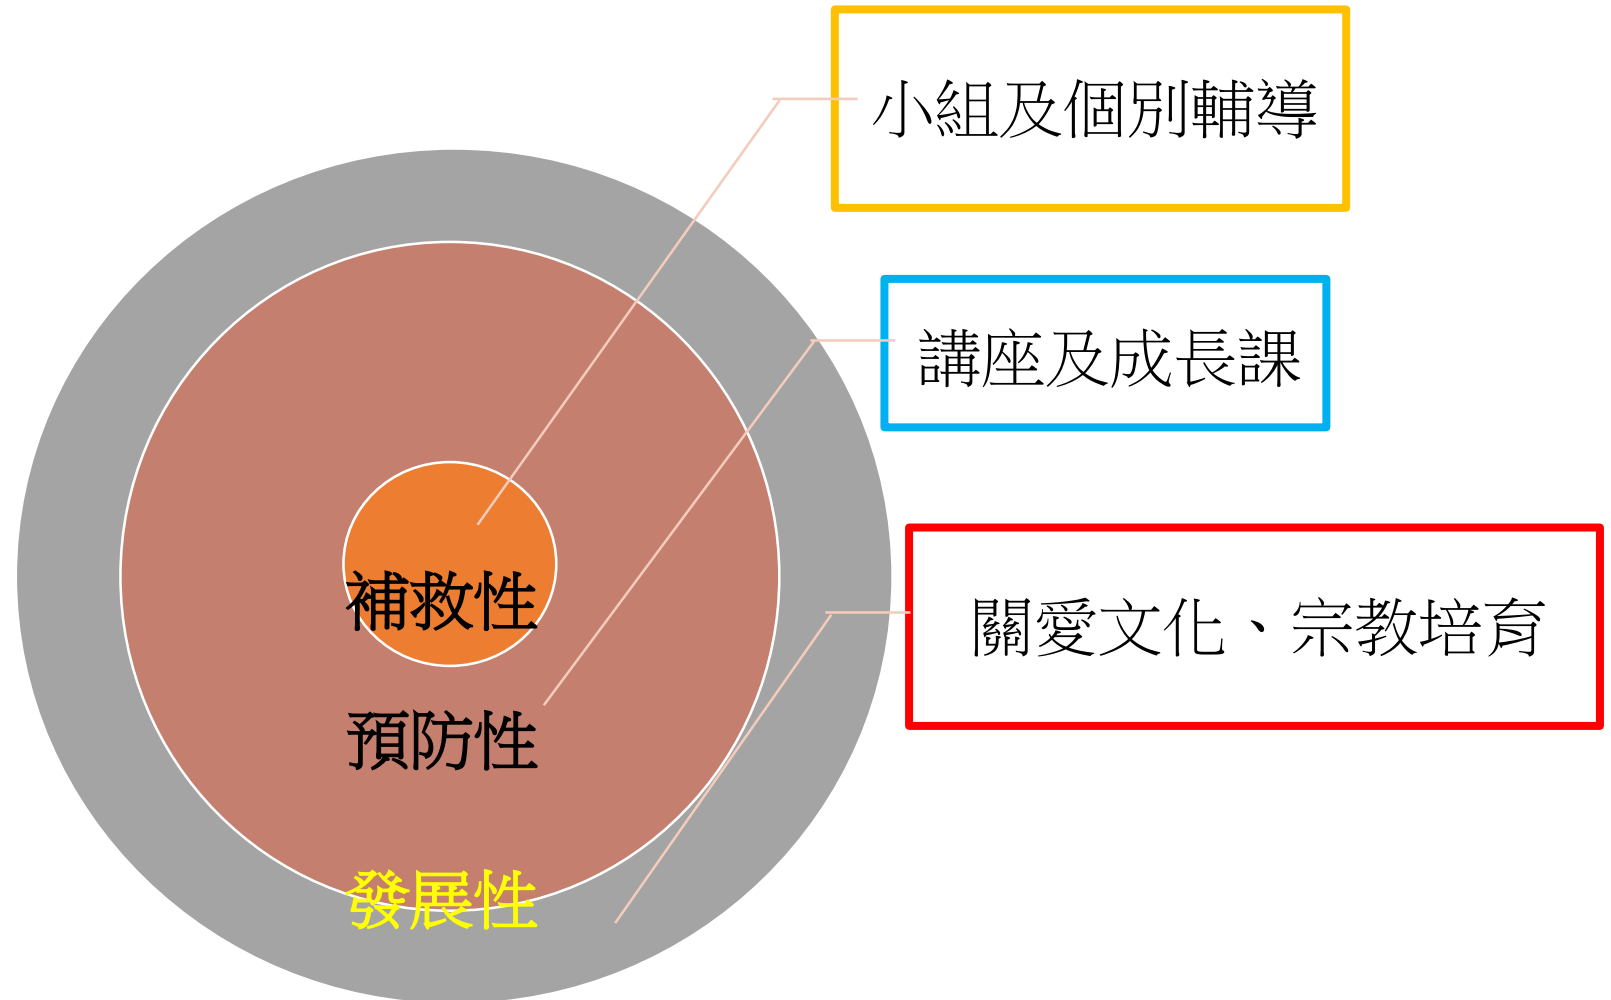 小組及個別輔導
講座及成長課
補救性
關愛文化、宗教培育
預防性
發展性